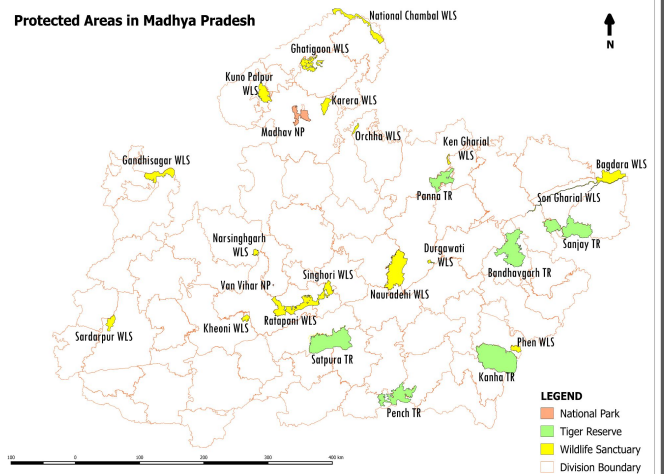 Protected Areas in Madhya Pradesh
National Chambal WLS
N
Ghatigaon WLS
Kuno Palpur
WLS
Karera WLS
Madhav NP
Orchha WLS
Ken Gharial
WLS
Gandhisagar WLS
Bagdara WLS
Panna TR
Son Gharial WLS
Narsinghgarh
WLS
Durgawati
WLS
Sanjay TR
Bandhavgarh TR
Singhori WLS
Van Vihar NP
Nauradehi WLS
Ratapani WLS
Kheoni WLS
Sardarpur WLS
Satpura TR
Phen WLS
Kanha TR
Pench TR
LEGEND
National Park
Tiger Reserve
Wildlife Sanctuary
Division Boundary
100 0 100 200 300 400 km